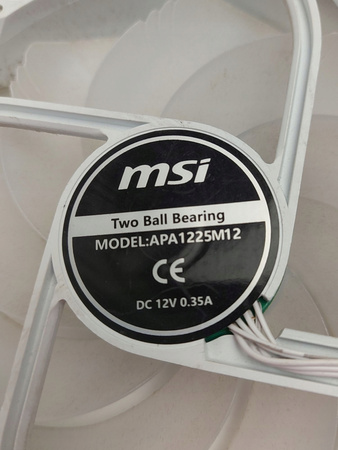 msi
Two Ball Bearing
MODEL:APA1225M12
CE
DC 12V 0.35A